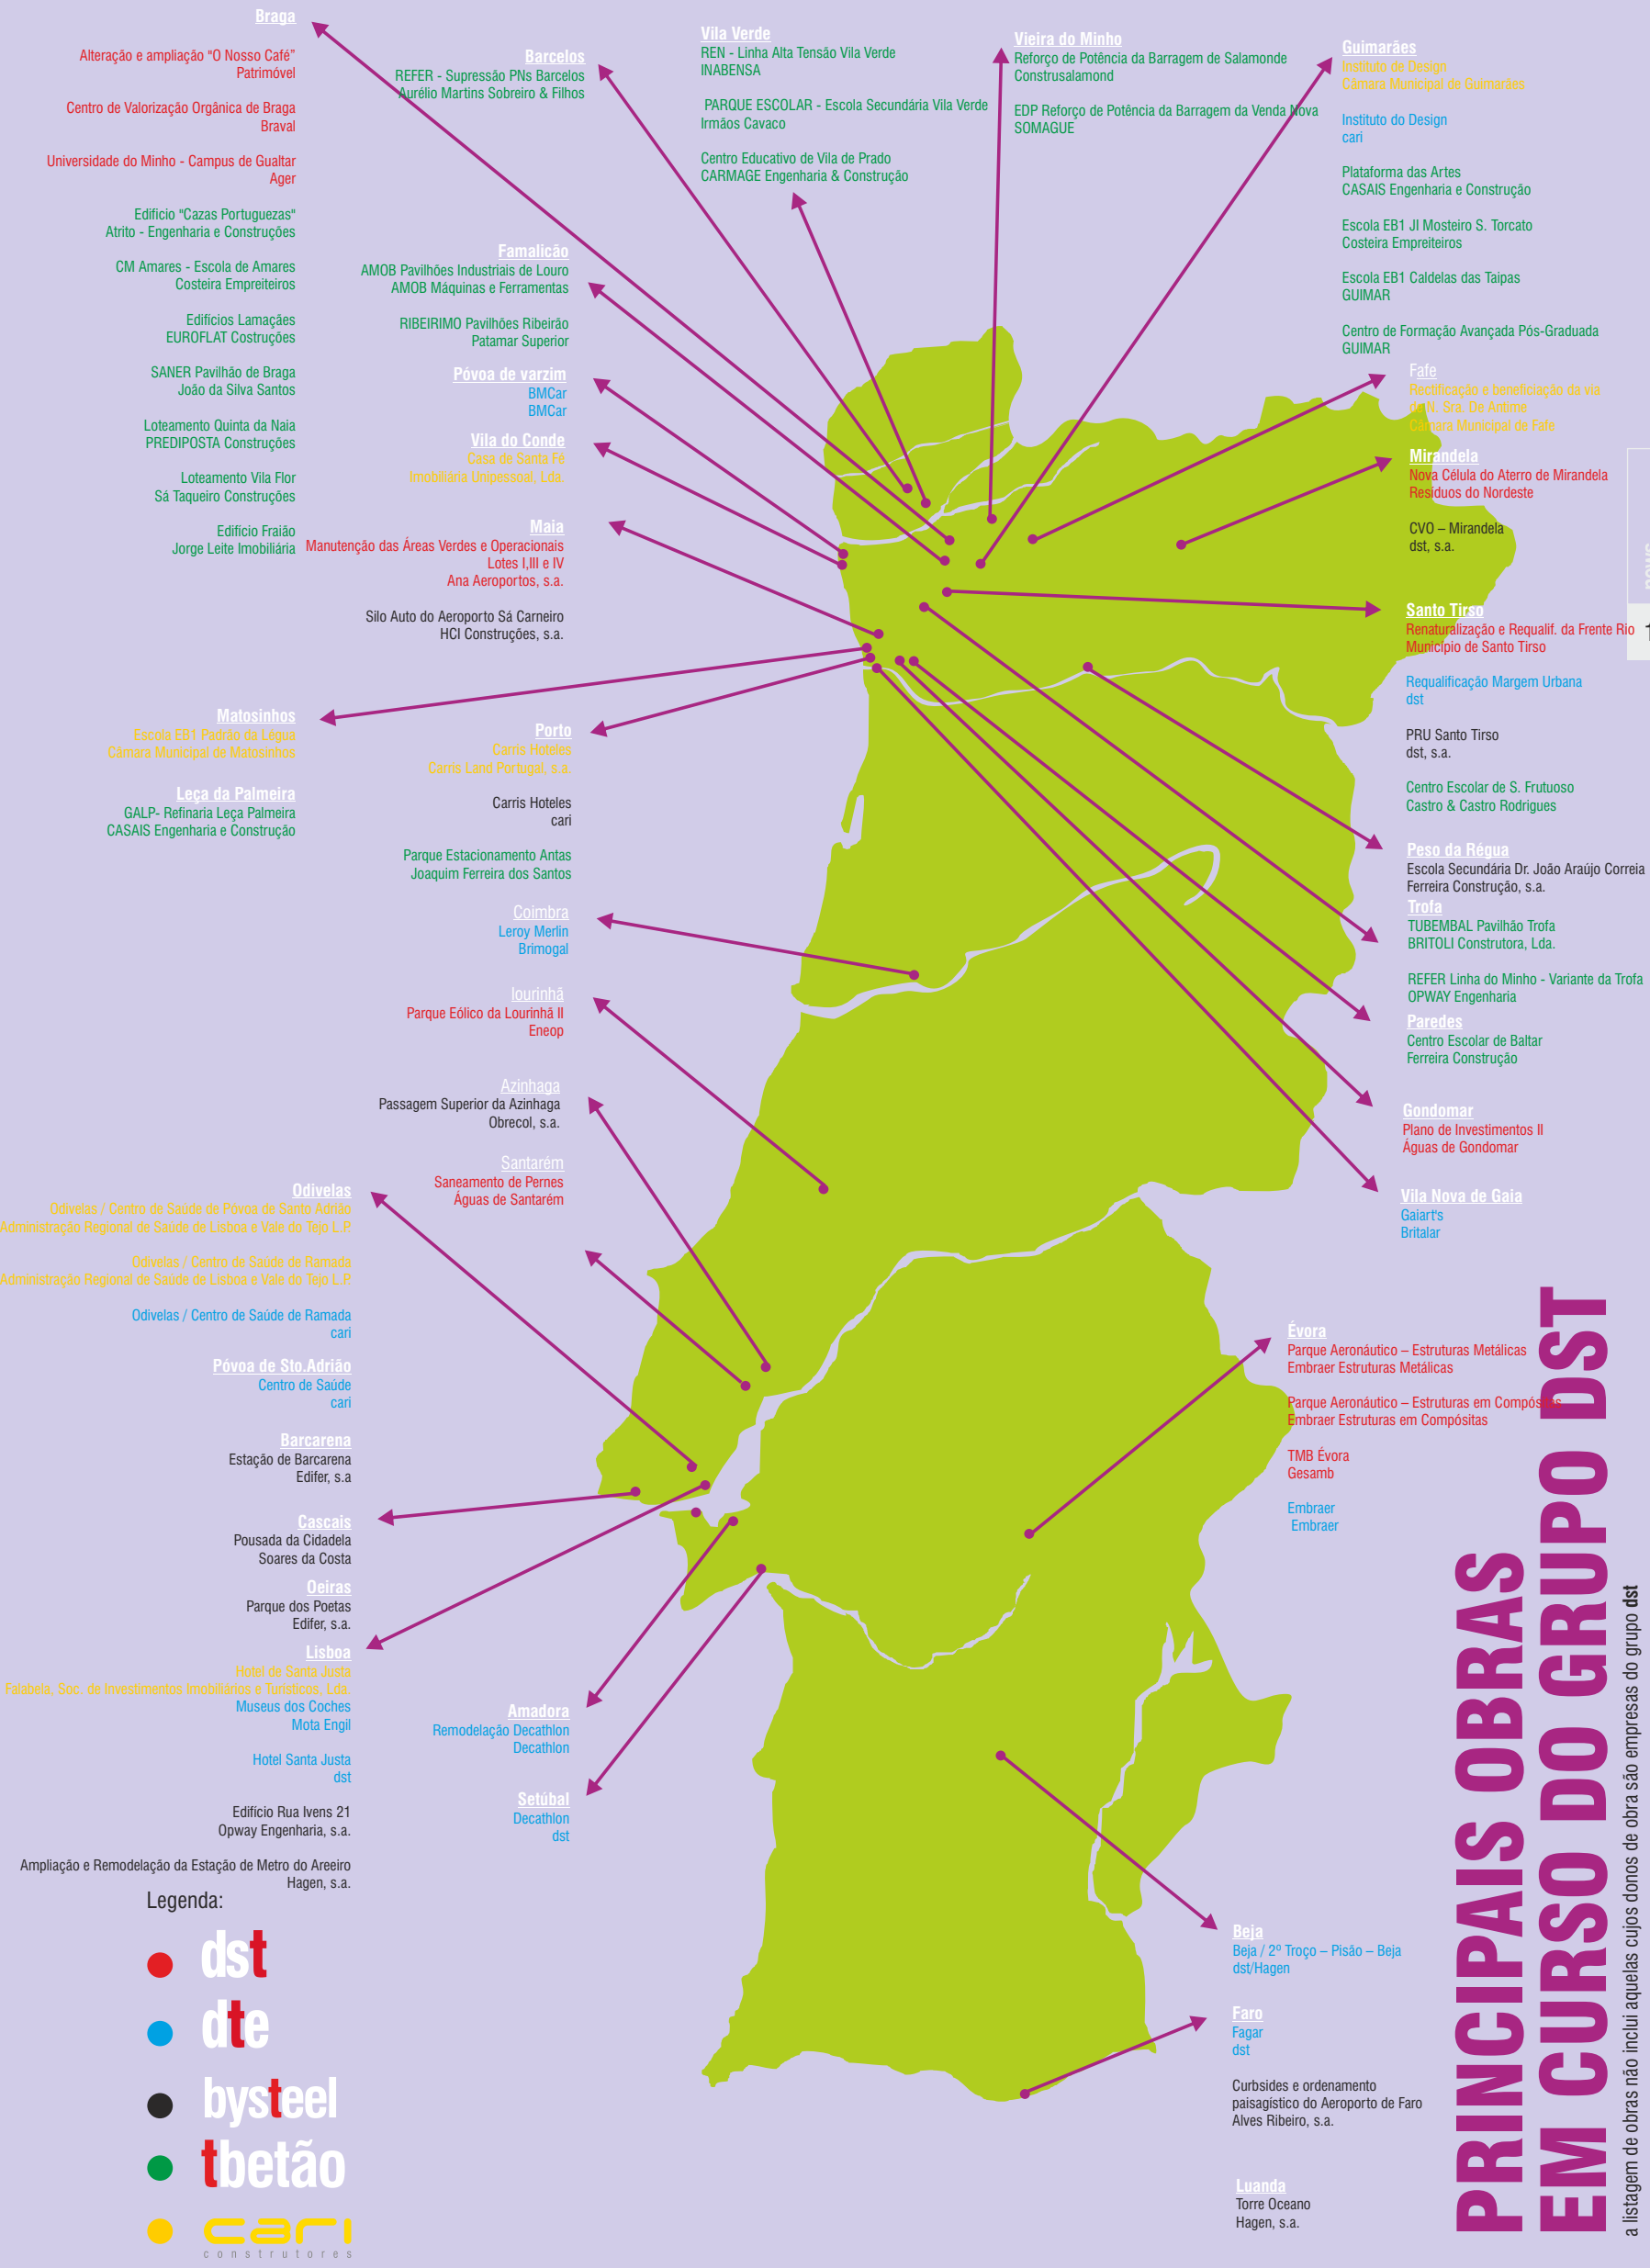 Braga
Alteração e ampliação “O Nosso Café”
Patrimóvel
Centro de Valorização Orgânica de Braga
Braval
Universidade do Minho - Campus de Gualtar
Ager
Edificio "Cazas Portuguezas"
Atrito - Engenharia e Construções
CM Amares - Escola de Amares
Costeira Empreiteiros
Edifícios Lamaçães
EUROFLAT Costruções
SANER Pavilhão de Braga
João da Silva Santos
Loteamento Quinta da Naia
PREDIPOSTA Construções
Loteamento Vila Flor
Sá Taqueiro Construções
Edifício Fraião
Jorge Leite Imobiliária
Barcelos
REFER - Supressão PNs Barcelos
Aurélio Martins Sobreiro & Filhos
Famalicão
AMOB Pavilhões Industriais de Louro
AMOB Máquinas e Ferramentas
RIBEIRIMO Pavilhões Ribeirão
Patamar Superior
Póvoa de varzim
BMCar
BMCar
Vila do Conde
Casa de Santa Fé
Imobiliária Unipessoal, Lda.
Maia
Manutenção das Áreas Verdes e Operacionais
Lotes I,III e IV
Ana Aeroportos, s.a.
Silo Auto do Aeroporto Sá Carneiro
HCI Construções, s.a.
Vila Verde
REN - Linha Alta Tensão Vila Verde
INABENSA
PARQUE ESCOLAR - Escola Secundária Vila Verde
Irmãos Cavaco
Centro Educativo de Vila de Prado
CARMAGE Engenharia & Construção
Vieira do Minho
Reforço de Potência da Barragem de Salamonde
Construsalamond
EDP Reforço de Potência da Barragem da Venda Nova
SOMAGUE
Guimarães
Instituto de Design
Câmara Municipal de Guimarães
Instituto do Design
cari
Plataforma das Artes
CASAIS Engenharia e Construção
Escola EB1 JI Mosteiro S. Torcato
Costeira Empreiteiros
Escola EB1 Caldelas das Taipas
GUIMAR
Centro de Formação Avançada Pós-Graduada
GUIMAR
Fafe
Rectificação e beneficiação da via
de N. Sra. De Antime
Câmara Municipal de Fafe
Mirandela
Nova Célula do Aterro de Mirandela
Resíduos do Nordeste
CVO – Mirandela
dst, s.a.
news
1
Santo Tirso
Renaturalização e Requalif. da Frente Rio
Município de Santo Tirso
Requalificação Margem Urbana
dst
PRU Santo Tirso
dst, s.a.
Centro Escolar de S. Frutuoso
Castro & Castro Rodrigues
Peso da Régua
Escola Secundária Dr. João Araújo Correia
Ferreira Construção, s.a.
Trofa
TUBEMBAL Pavilhão Trofa
BRITOLI Construtora, Lda.
REFER Linha do Minho - Variante da Trofa
OPWAY Engenharia
Paredes
Centro Escolar de Baltar
Ferreira Construção
Gondomar
Plano de Investimentos II
Águas de Gondomar
Vila Nova de Gaia
Gaiart's
Britalar
Matosinhos
Escola EB1 Padrão da Légua
Câmara Municipal de Matosinhos
Leça da Palmeira
GALP- Refinaria Leça Palmeira
CASAIS Engenharia e Construção
Porto
Carris Hoteles
Carris Land Portugal, s.a.
Carris Hoteles
cari
Parque Estacionamento Antas
Joaquim Ferreira dos Santos
Coimbra
Leroy Merlin
Brimogal
lourinhã
Parque Eólico da Lourinhã II
Eneop
Azinhaga
Passagem Superior da Azinhaga
Obrecol, s.a.
Santarém
Saneamento de Pernes
Águas de Santarém
Odivelas
Odivelas / Centro de Saúde de Póvoa de Santo Adrião
Administração Regional de Saúde de Lisboa e Vale do Tejo I..P.
Odivelas / Centro de Saúde de Ramada
Administração Regional de Saúde de Lisboa e Vale do Tejo I..P.
Odivelas / Centro de Saúde de Ramada
cari
Póvoa de Sto.Adrião
Centro de Saúde
cari
Barcarena
Estação de Barcarena
Edifer, s.a
Cascais
Pousada da Cidadela
Soares da Costa
Oeiras
Parque dos Poetas
Edifer, s.a.
Lisboa
Hotel de Santa Justa
Falabela, Soc. de Investimentos Imobiliários e Turísticos, Lda.
Museus dos Coches
Mota Engil
Hotel Santa Justa
dst
Edifício Rua Ivens 21
Opway Engenharia, s.a.
Ampliação e Remodelação da Estação de Metro do Areeiro
Hagen, s.a.
Amadora
Remodelação Decathlon
Decathlon
Setúbal
Decathlon
dst
Évora
Parque Aeronáutico – Estruturas Metálicas
Embraer Estruturas Metálicas
Parque Aeronáutico – Estruturas em Compósitas
Embraer Estruturas em Compósitas
TMB Évora
Gesamb
Embraer
Embraer
Beja
Beja / 2º Troço – Pisão – Beja
dst/Hagen
Faro
Fagar
dst
Curbsides e ordenamento
paisagístico do Aeroporto de Faro
Alves Ribeiro, s.a.
Luanda
Torre Oceano
Hagen, s.a.
Legenda:
dst
dte
bysteel
tbetão
cari
construtores
PRINCIPAIS OBRAS
EM CURSO DO GRUPO DST
a listagem de obras não inclui aquelas cujos donos de obra são empresas do grupo dst